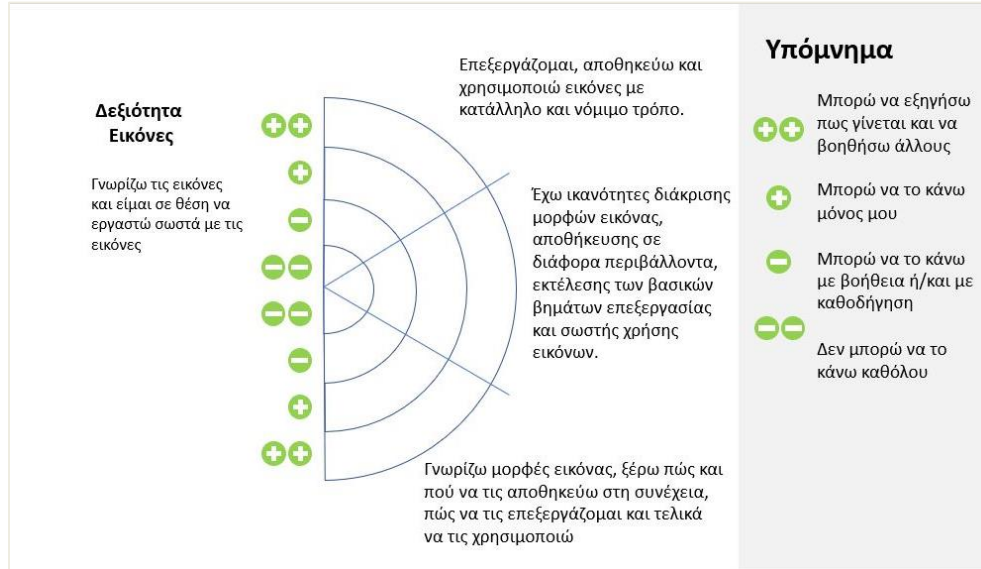 Δεξιότητα
Εικόνες
Γνωρίζω τις εικόνες
και είμαι σε θέση να
εργαστώ σωστά με τις
εικόνες
Επεξεργάζομαι, αποθηκεύω και
χρησιμοποιώ εικόνες με
κατάλληλο και νόμιμο τρόπο.
Έχω ικανότητες διάκρισης
μορφών εικόνας,
αποθήκευσης σε
διάφορα περιβάλλοντα,
εκτέλεσης των βασικών
βημάτων επεξεργασίας
και σωστής χρήσης
εικόνων.
Γνωρίζω μορφές εικόνας, ξέρω πώς και
πού να τις αποθηκεύω στη συνέχεια,
πώς να τις επεξεργάζομαι και τελικά
να τις χρησιμοποιώ
Υπόμνημα
Μπορώ να εξηγήσω
πως γίνεται και να
βοηθήσω άλλους
Μπορώ να το κάνω
μόνος μου
Μπορώ να το κάνω
με βοήθεια ή/και με
καθοδήγηση
Δεν μπορώ να το
κάνω καθόλου